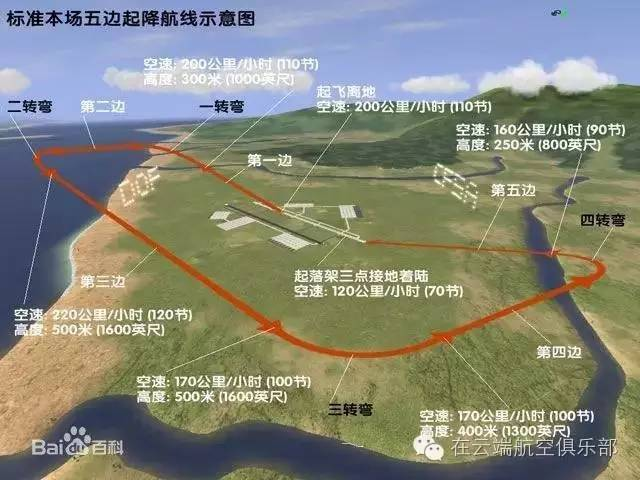 标准本场五边起降航线示意图
空速: 200公里/小时 (110节)
高度: 300米 (1000英尺)
起飞离地
空速: 200公里/小时 (110节)
二转弯
第二边
一转弯
第一边
空速: 160公里/小时 (90节)
高度: 250米 (800英尺)
第五边
四转弯
起落架三点接地着陆
空速: 120公里/小时 (70节)
第三边
空速: 220公里/小时 (120节)
高度: 500米 (1600英尺)
第四边
空速: 170公里/小时 (100节)
高度: 500米 (1600英尺)
三转弯
空速: 170公里/小时 (100节)
高度: 400米 (1300英尺)
Bai du 百科
在云端航空俱乐部